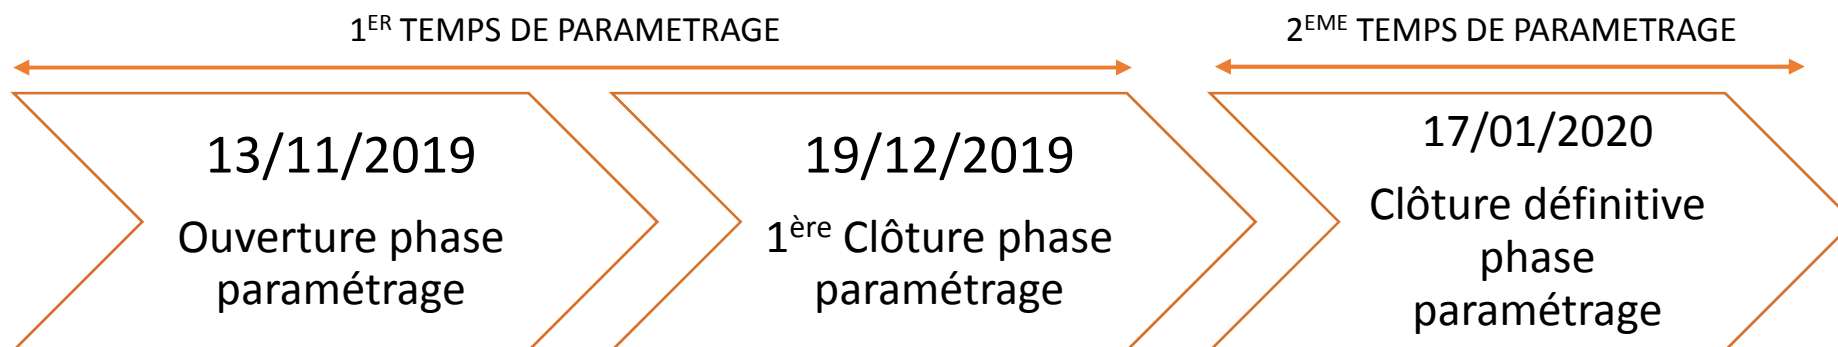 1ER TEMPS DE PARAMETRAGE
2EME TEMPS DE PARAMETRAGE
13/11/2019
Ouverture phase
paramétrage
19/12/2019
1ère Clôture phase
paramétrage
17/01/2020
Clôture définitive
phase
paramétrage